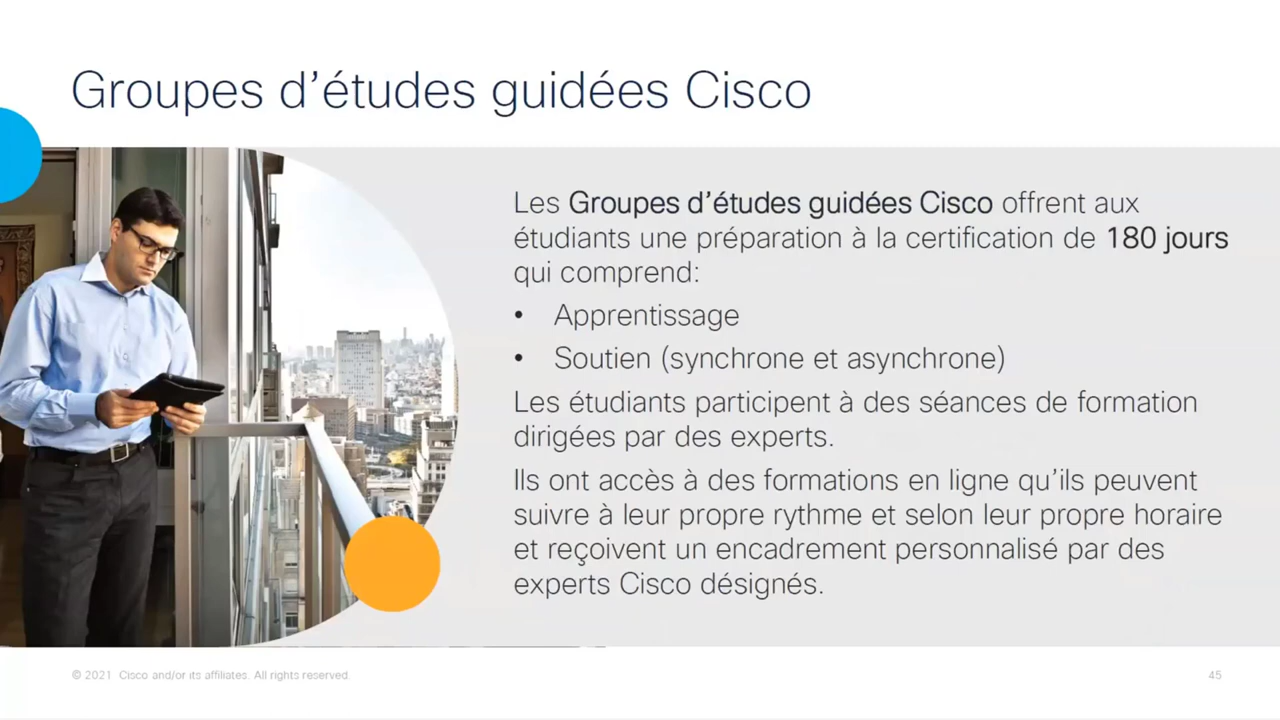 Groupes d’études guidées Cisco
Les Groupes d’études guidées Cisco offrent aux
étudiants une préparation à la certification de 180 jours
qui comprend:
• Apprentissage
• Soutien (synchrone et asynchrone)
Les étudiants participent à des séances de formation
dirigées par des experts.
Ils ont accès à des formations en ligne qu’ils peuvent
suivre à leur propre rythme et selon leur propre horaire
et reçoivent un encadrement personnalisé par des
experts Cisco désignés.
© 2021 Cisco and/or its affiliates. All rights reserved.
45